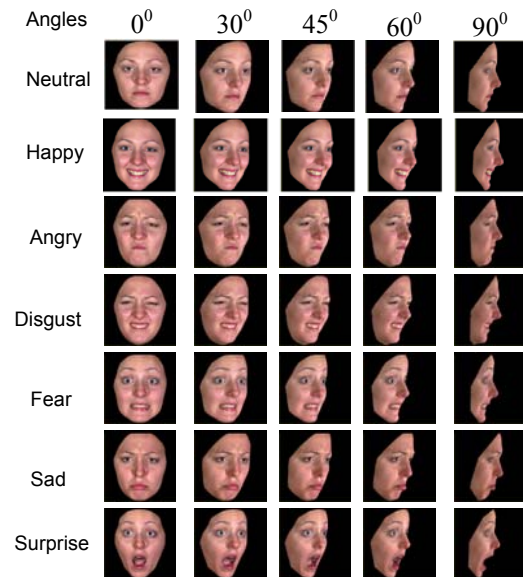 Angles 0⁰ 30⁰ 45⁰ 60⁰ 90⁰
Neutral
Happy
Angry
Disgust
Fear
Sad
Surprise